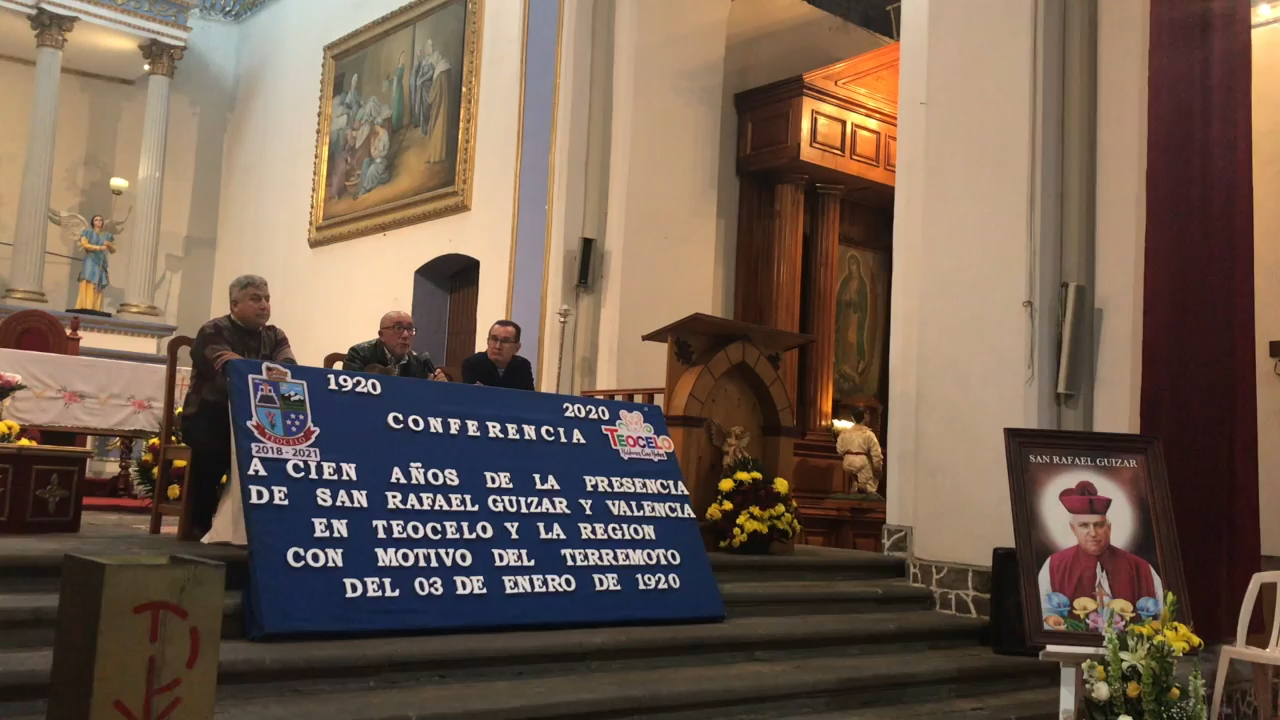 1920
2020
CONFERENCIA
TEOCELO
2018-2021
TEOCELO
A CIEN AÑOS DE LA PRESENCIA
DE SAN RAFAEL GUIZAR Y VALENCIA
EN TEOCELO Y LA REGION
CON MOTIVO DEL TERREMOTO
DEL 03 DE ENERO DE 1920
SAN RAFAEL GUIZAR